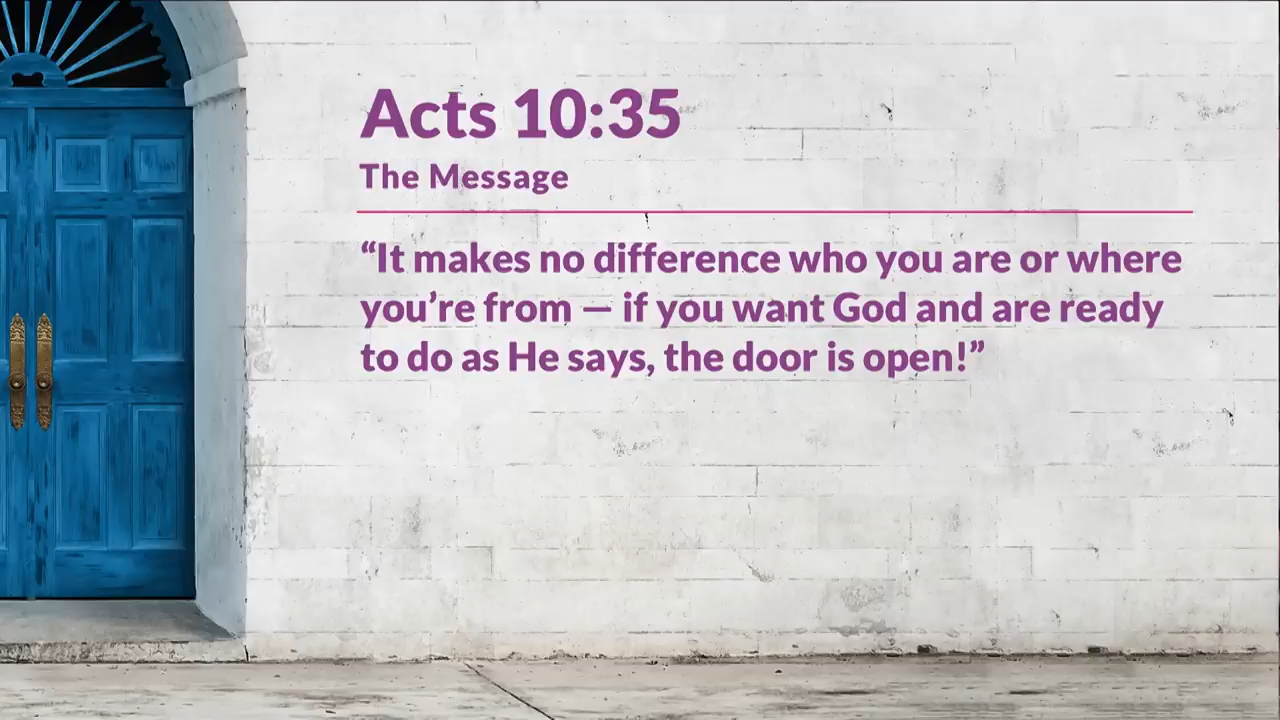 Acts 10:35
The Message
“It makes no difference who you are or where
you’re from — if you want God and are ready
to do as He says, the door is open!”